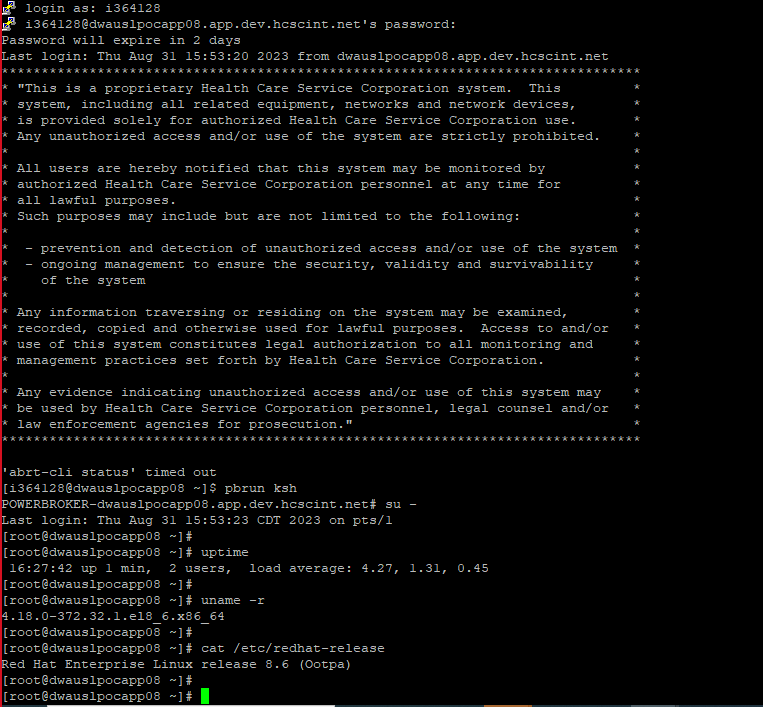 login as: i364128
i364128@dwauslpocapp08.app.dev.hcscint.net's password:
Password will expire in 2 days
Last login: Thu Aug 31 15:53:20 2023 from dwauslpocapp08.app.dev.hcscint.net
********************************************************************************
* "This is a proprietary Health Care Service Corporation system.  This         *
* system, including all related equipment, networks and network devices,       *
* is provided solely for authorized Health Care Service Corporation use.       *
* Any unauthorized access and/or use of the system are strictly prohibited.    *
*                                                                              *
* All users are hereby notified that this system may be monitored by           *
* authorized Health Care Service Corporation personnel at any time for         *
* all lawful purposes.                                                         *
* Such purposes may include but are not limited to the following:              *
*                                                                              *
*  - prevention and detection of unauthorized access and/or use of the system  *
*  - ongoing management to ensure the security, validity and survivability     *
*    of the system                                                             *
*                                                                              *
* Any information traversing or residing on the system may be examined,        *
* recorded, copied and otherwise used for lawful purposes.  Access to and/or   *
* use of this system constitutes legal authorization to all monitoring and     *
* management practices set forth by Health Care Service Corporation.           *
*                                                                              *
* Any evidence indicating unauthorized access and/or use of this system may    *
* be used by Health Care Service Corporation personnel, legal counsel and/or   *
* law enforcement agencies for prosecution."                                   *
********************************************************************************

'abrt-cli status' timed out
[i364128@dwauslpocapp08 ~]$ pbrun ksh
POWERBROKER-dwauslpocapp08.app.dev.hcscint.net# su -
Last login: Thu Aug 31 15:53:23 CDT 2023 on pts/1
[root@dwauslpocapp08 ~]#
[root@dwauslpocapp08 ~]# uptime
 16:27:42 up 1 min,  2 users,  load average: 4.27, 1.31, 0.45
[root@dwauslpocapp08 ~]#
[root@dwauslpocapp08 ~]# uname -r
4.18.0-372.32.1.el8_6.x86_64
[root@dwauslpocapp08 ~]#
[root@dwauslpocapp08 ~]# cat /etc/redhat-release
Red Hat Enterprise Linux release 8.6 (Ootpa)
[root@dwauslpocapp08 ~]#
[root@dwauslpocapp08 ~]#